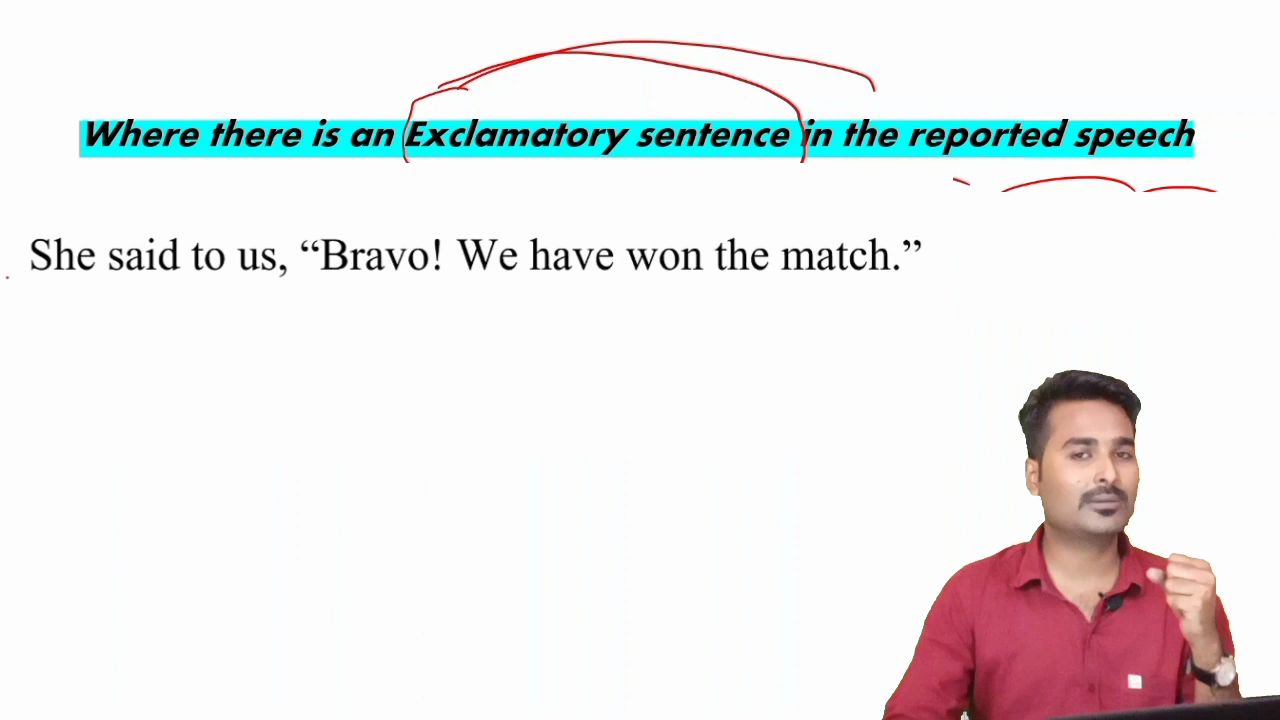 Where there is an Exclamatory sentence in the reported speech
She said to us, “Bravo! We have won the match.”